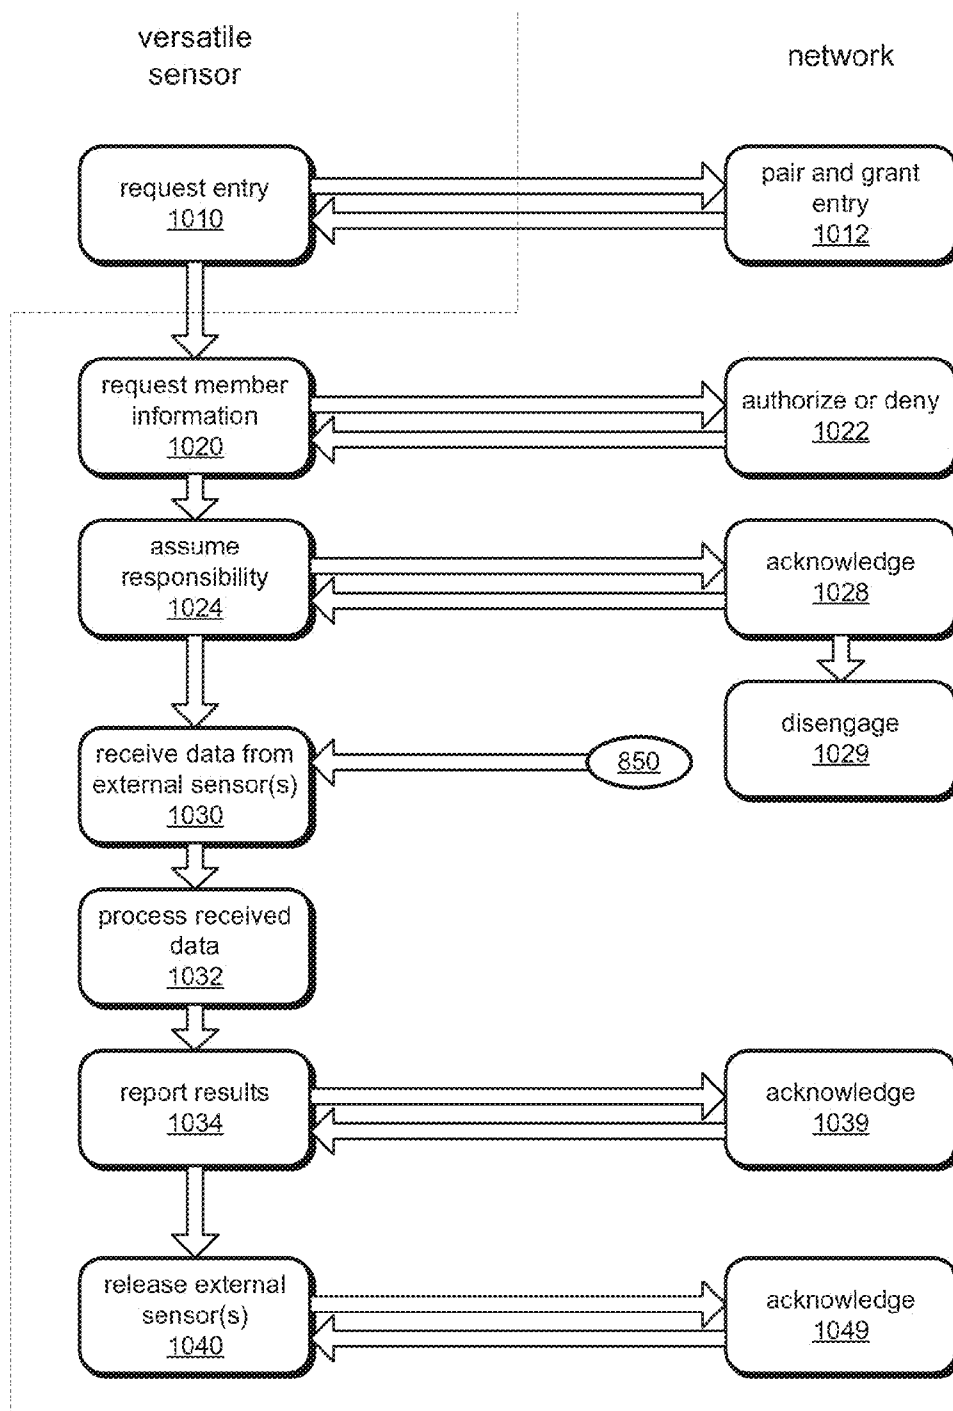 versatile
sensor
network
request entry
1010
pair and grant
entry
1012
request member
information
1020
authorize or deny
1022
assume
responsibility
1024
acknowledge
1028
disengage
1029
receive data from
external sensor(s)
1030
850
process received
data
1032
report results
1034
acknowledge
1039
release external
sensor(s)
1040
acknowledge
1049